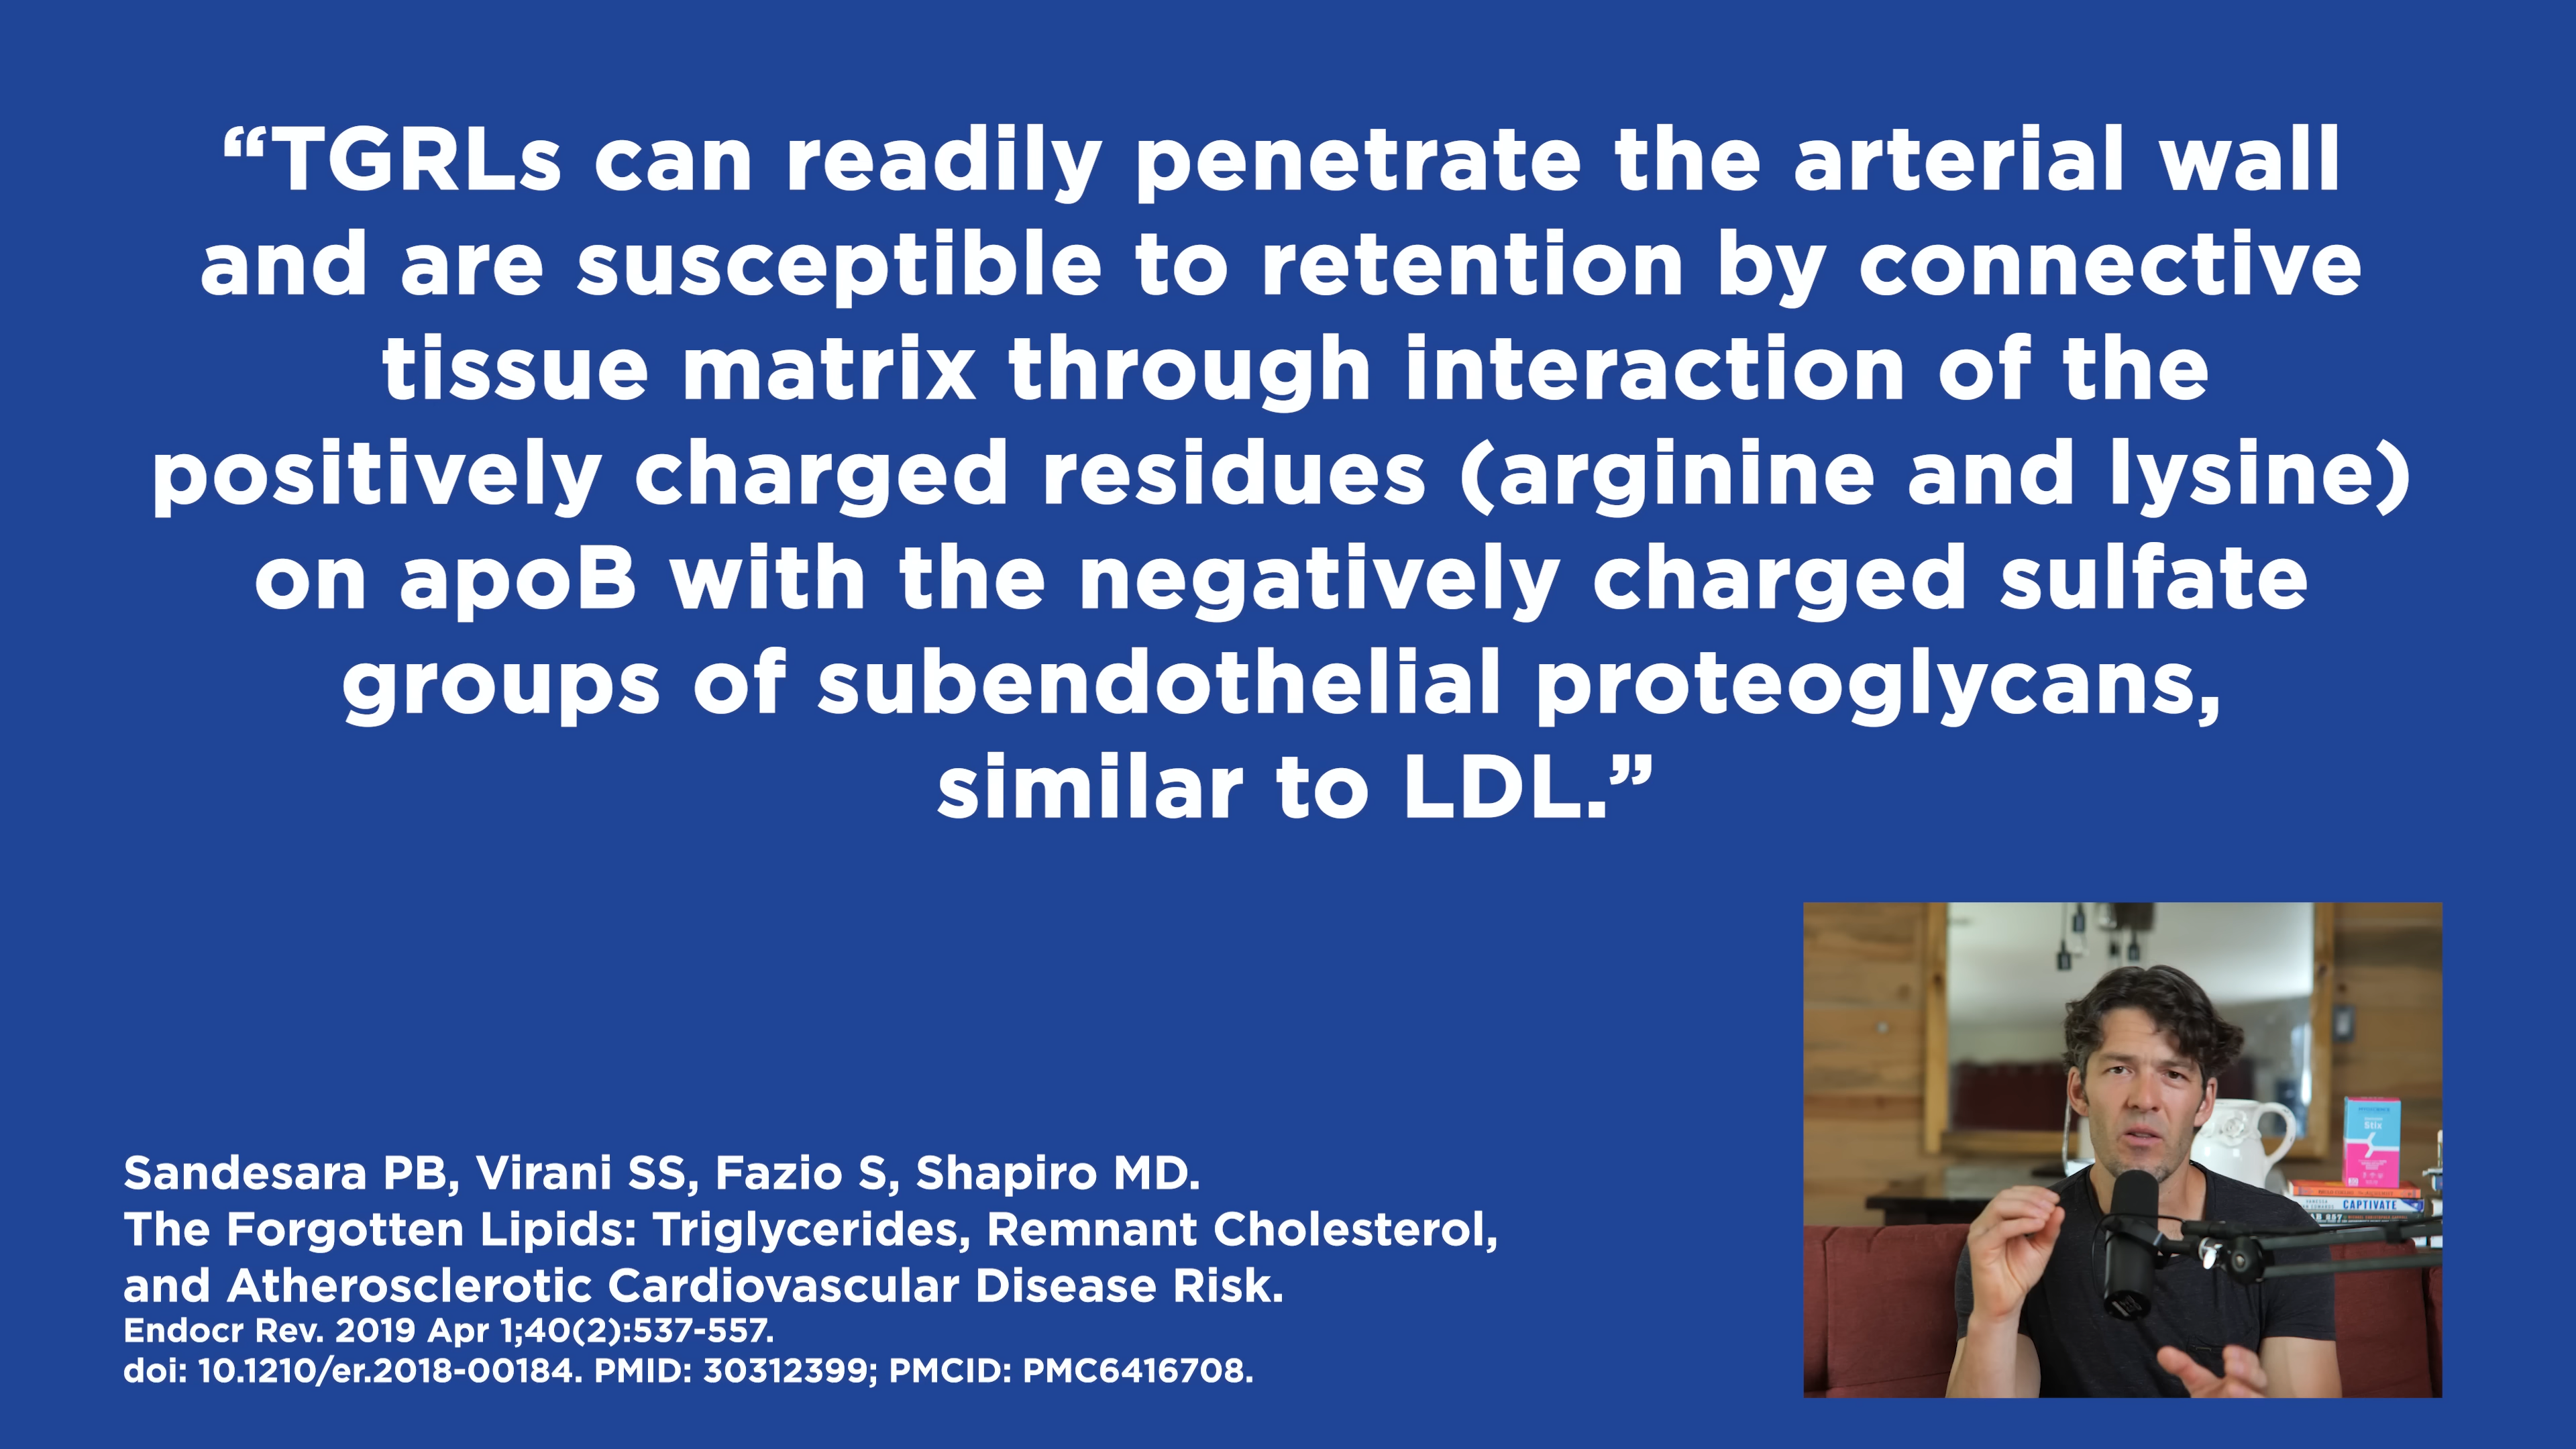 “TGRLs can readily penetrate the arterial wall
and are susceptible to retention by connective
tissue matrix through interaction of the
positively charged residues (arginine and lysine)
on apoB with the negatively charged sulfate
groups of subendothelial proteoglycans,
similar to LDL.”
Sandesara PB, Virani SS, Fazio S, Shapiro MD.
The Forgotten Lipids: Triglycerides, Remnant Cholesterol,
and Atherosclerotic Cardiovascular Disease Risk.
Endocr Rev. 2019 Apr 1;40(2):537-557.
doi: 10.1210/er.2018-00184. PMID: 30312399; PMCID: PMC6416708.
Stix
CAPTIVATE